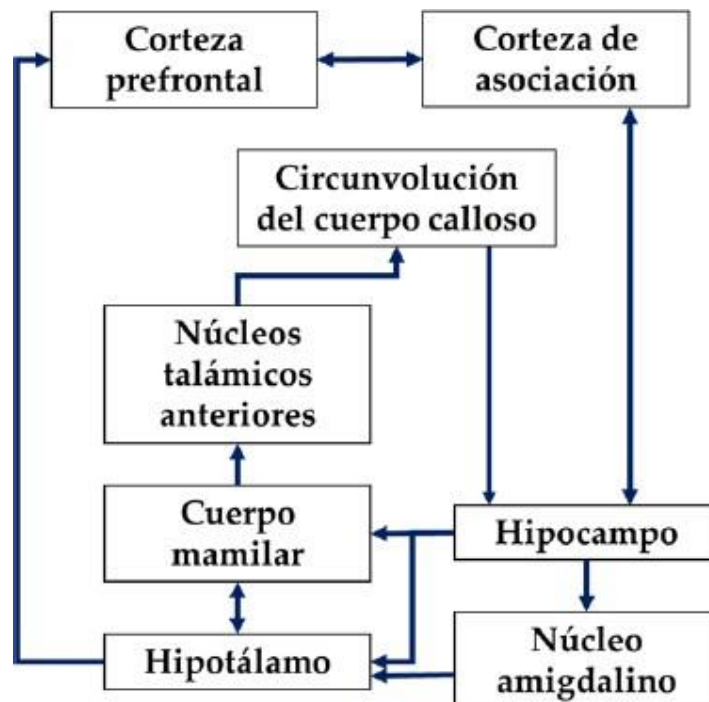 Corteza
prefrontal
Corteza de
asociación
Circunvolución
del cuerpo calloso
Núcleos
talámicos
anteriores
Cuerpo
mamilar
Hipocampo
Hipotálamo
Núcleo
amigdalino